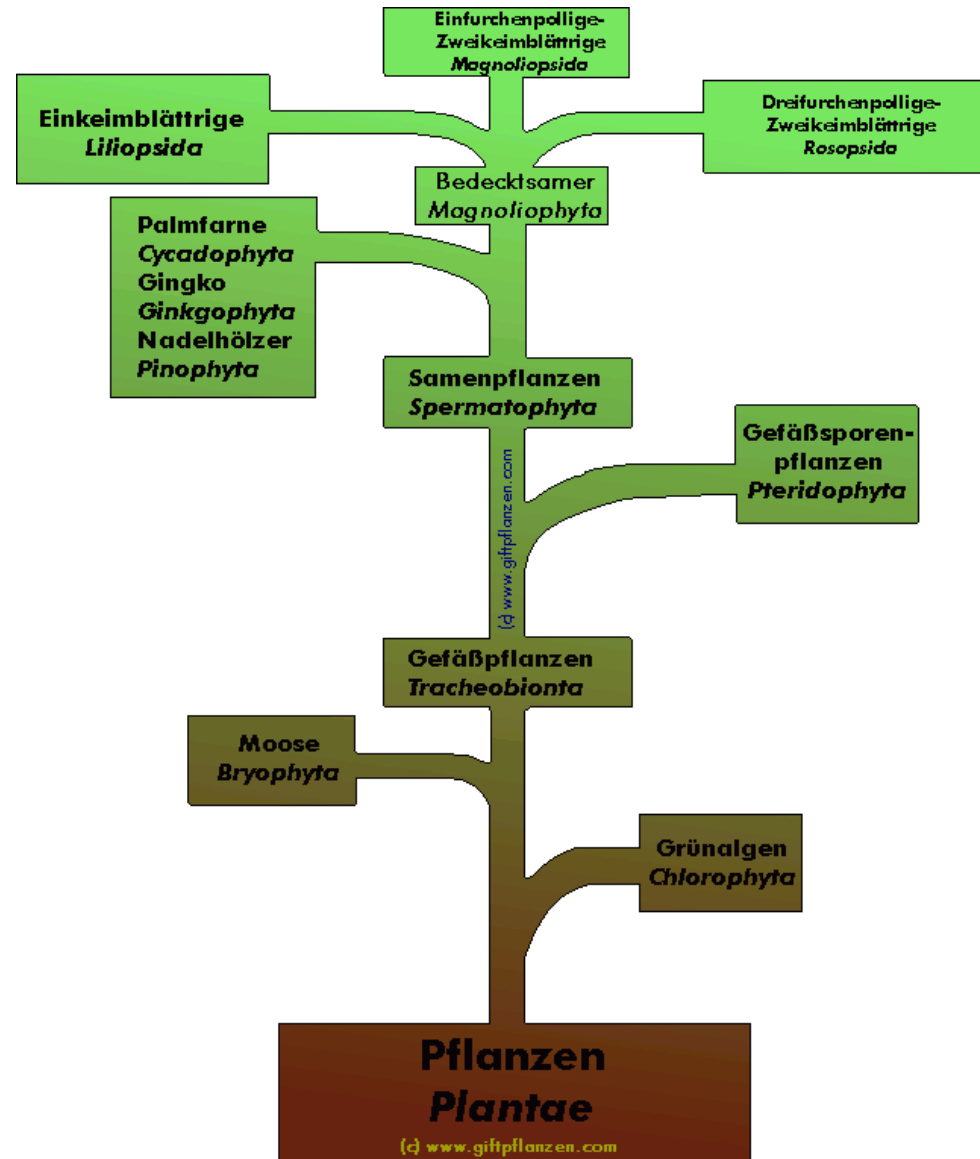 Einfurchenpollige-
Zweikeimblättrige
Magnoliopsida
Einkeimblättrige
Liliopsida
Dreifurchenpollige-
Zweikeimblättrige
Rosopsida
Bedecktsamer
Magnoliophyta
Palmfarne
Cycadophyta
Gingko
Ginkgophyta
Nadelhölzer
Pinophyta
Samenpflanzen
Spermatophyta
Gefäßsporen-
pflanzen
Pteridophyta
(c) www.giftpflanzen.com
Gefäßpflanzen
Tracheobionta
Moose
Bryophyta
Grünalgen
Chlorophyta
Pflanzen
Plantae
(c) www.giftpflanzen.com